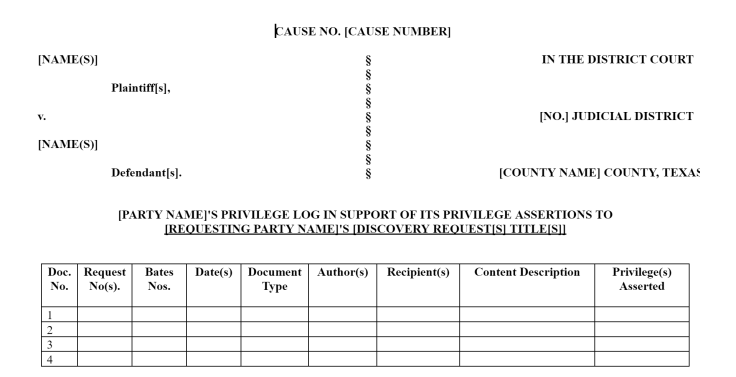 CAUSE NO. [CAUSE NUMBER]
[NAME(S)] § IN THE DISTRICT COURT
§
Plaintiff[s], §
§
v. § [NO.] JUDICIAL DISTRICT
§
[NAME(S)] §
§
Defendant[s]. § [COUNTY NAME] COUNTY, TEXAS
[PARTY NAME]'S PRIVILEGE LOG IN SUPPORT OF ITS PRIVILEGE ASSERTIONS TO
[REQUESTING PARTY NAME]'S [DISCOVERY REQUEST[S] TITLE[S]]
Doc. Request Bates Date(s) Document Author(s) Recipient(s) Content Description Privilege(s)
No. No(s). Nos. Type Asserted
1
2
3
4